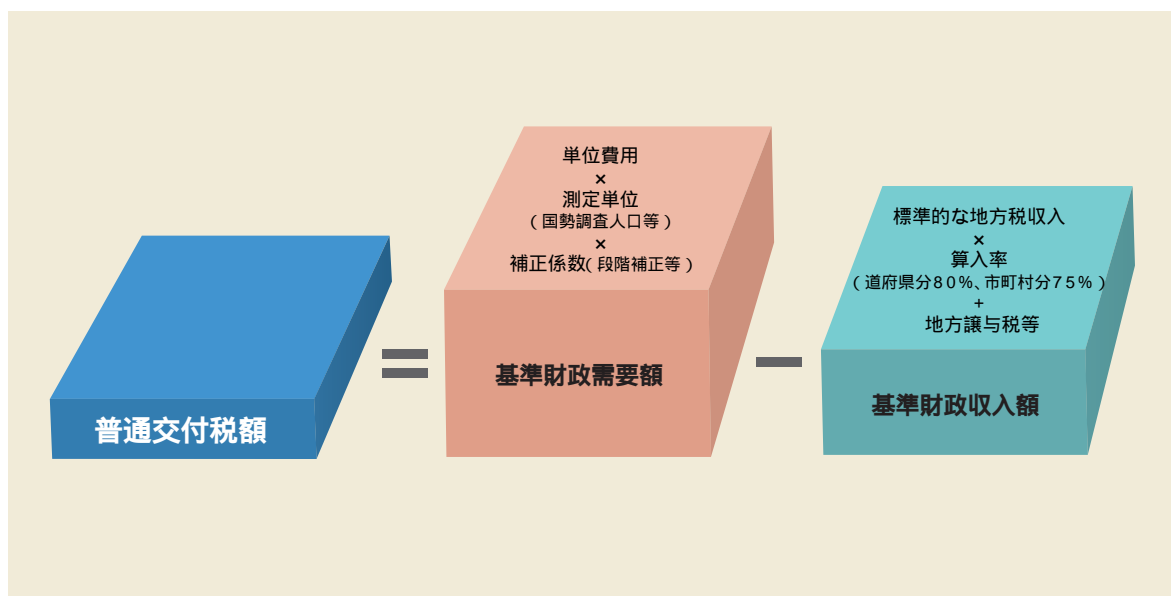 単位費用
×
測定単位
(国勢調査人口等)
×
補正係数(段階補正等)
標準的な地方税収入
×
算入率
(道府県分80%、市町村分75%)
+
地方譲与税等
普通交付税額
=
基準財政需要額
−
基準財政収入額